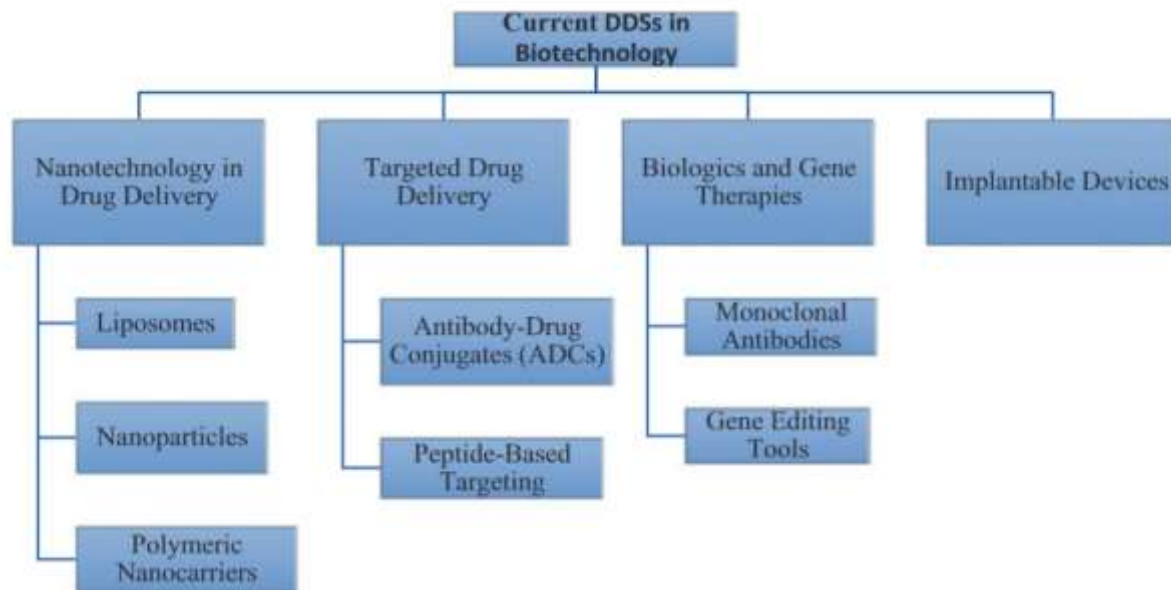 Current DDSs in
Biotechnology
Nanotechnology in
Drug Delivery
Targeted Drug
Delivery
Biologics and Gene
Therapies
Implantable Devices
Liposomes
Nanoparticles
Polymeric
Nanocarriers
Antibody-Drug
Conjugates (ADCs)
Peptide-Based
Targeting
Monoclonal
Antibodies
Gene Editing
Tools